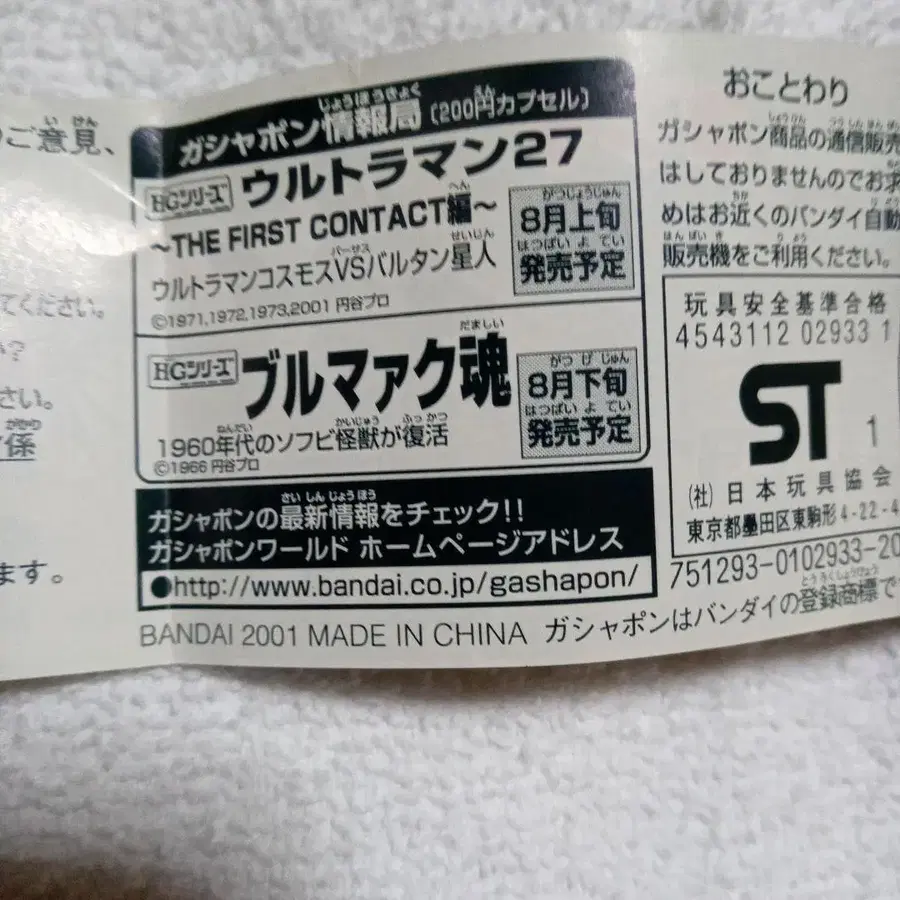 のご意見、
てください。
か?
さい。
係
ます。
ガシャポン情報局(200円カプセル)
HGシリーズ ウルトラマン27
~THE FIRST CONTACT編~
ウルトラマンコスモスVSバルタン星人
©1971,1972,1973,2001 円谷プロ
8月上旬
発売予定
HGシリーズ ブルマァク魂
1960年代のソフビ怪獣が復活
©1966 円谷プロ
8月下旬
発売予定
ガシャポンの最新情報をチェック!!
ガシャポンワールド ホームページアドレス
●http://www.bandai.co.jp/gashapon/
BANDAI 2001 MADE IN CHINA ガシャポンはバンダイの登録商標で
おことわり
ガシャポン商品の通信販売
はしておりませんのでお求
めはお近くのバンダイ自動
販売機をご利用ください。
玩具安全基準合格
4543112 02933 1
ST 1
(社)日本玩具協会
東京都墨田区東駒形4-22-4
751293-0102933-20